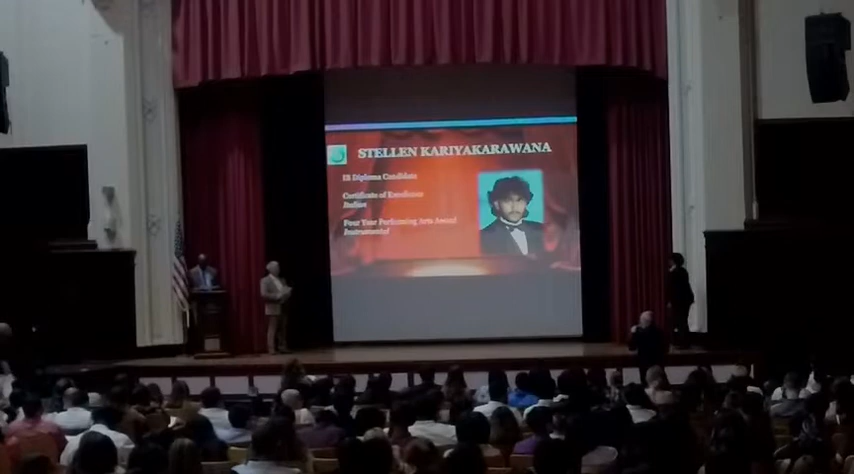 STELLEN KARIYAKARAWANA
IB Diploma Candidate
Certificate of Excellence
Italian
Four Year Performing Arts Award
Instrumental